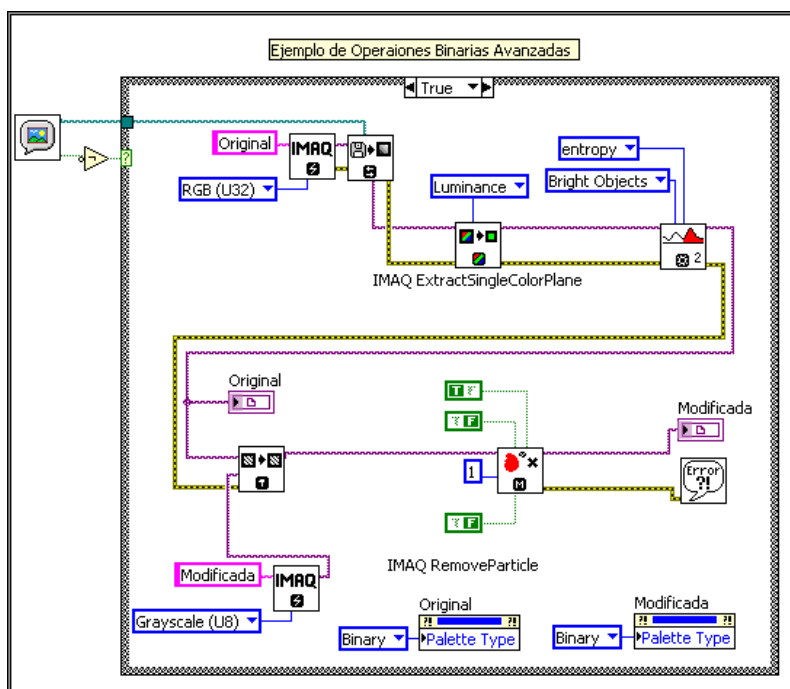 Ejemplo de Operaiones Binarias Avanzadas
True
Original
IMAQ
RGB (U32)
?
entropy
Luminance
Bright Objects
2
IMAQ ExtractSingleColorPlane
Original
T
Modificada
F
1
Error
?!
M
F
IMAQ RemoveParticle
Modificada
IMAQ
Grayscale (U8)
Original
?! ?!
Binary
Palette Type
Modificada
?! ?!
Binary
Palette Type